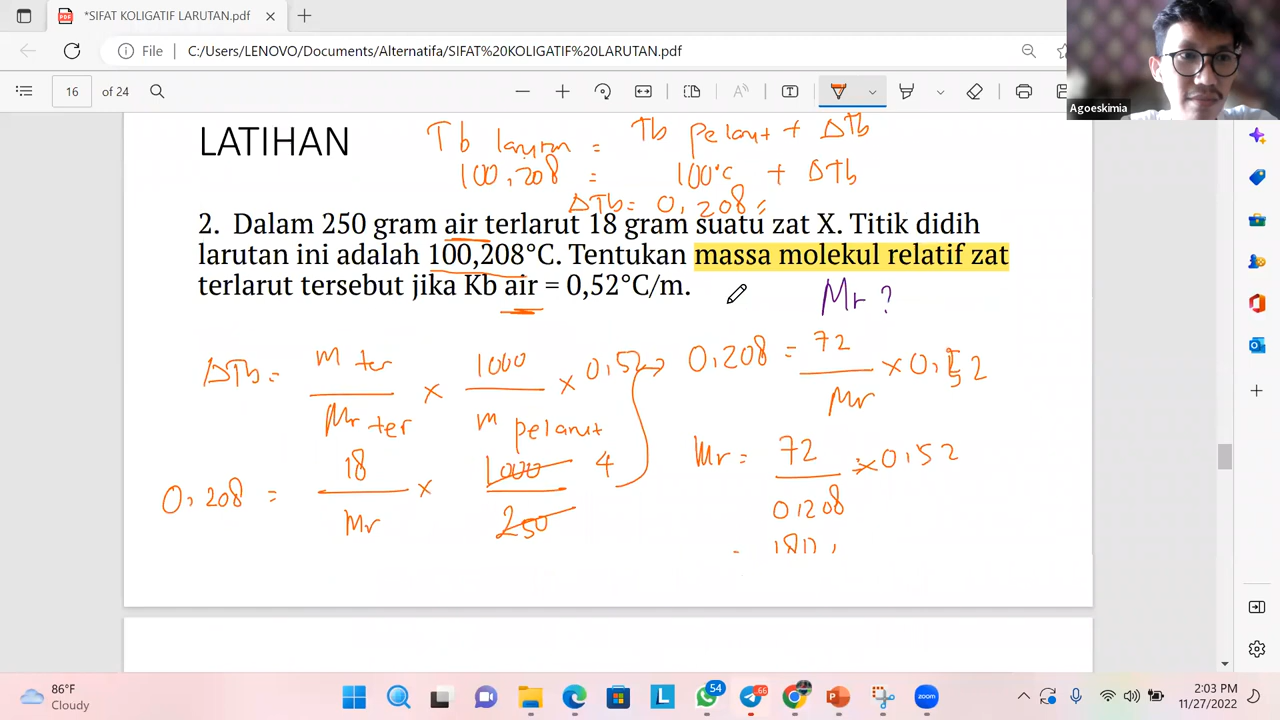 *SIFAT KOLIGATIF LARUTAN.pdf
File C:/Users/LENOVO/Documents/Alternatifa/SIFAT%20KOLIGATIF%20LARUTAN.pdf
16 of 24
Agoeskimia
LATIHAN
Tb larutan = Tb pelarut + ΔTb
100,208 = 100°C + ΔTb
ΔTb = 0,208
2. Dalam 250 gram air terlarut 18 gram suatu zat X. Titik didih
larutan ini adalah 100,208°C. Tentukan massa molekul relatif zat
terlarut tersebut jika Kb air = 0,52°C/m.
Mr ?
ΔTb = m ter / Mr ter × 1000 / m pelarut × 0,52
0,208 = 18 / Mr × 1000 / 250 4
→ 0,208 = 72 / Mr × 0,52
Mr = 72 / 0,208 × 0,52
86°F
Cloudy
54
66
2:03 PM
11/27/2022